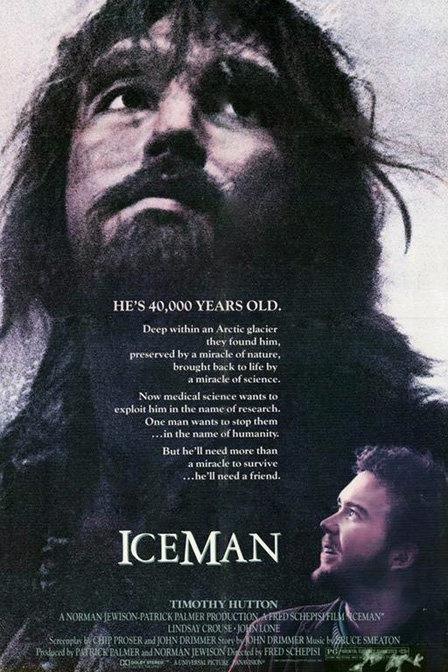 HE'S 40,000 YEARS OLD.
Deep within an Arctic glacier
they found him,
preserved by a miracle of nature,
brought back to life by
a miracle of science.
Now medical science wants to
exploit him in the name of research.
One man wants to stop them
...in the name of humanity.
But he'll need more than
a miracle to survive
...he'll need a friend.
ICEMAN
TIMOTHY HUTTON
A NORMAN JEWISON-PATRICK PALMER PRODUCTION A FRED SCHEPISI FILM "ICEMAN"
LINDSAY CROUSE · JOHN LONE
Screenplay by CHIP PROSER and JOHN DRIMMER Story by JOHN DRIMMER Music by BRUCE SMEATON
Produced by PATRICK PALMER and NORMAN JEWISON Directed by FRED SCHEPISI
DOLBY STEREO A UNIVERSAL PICTURE PANAVISION
PG